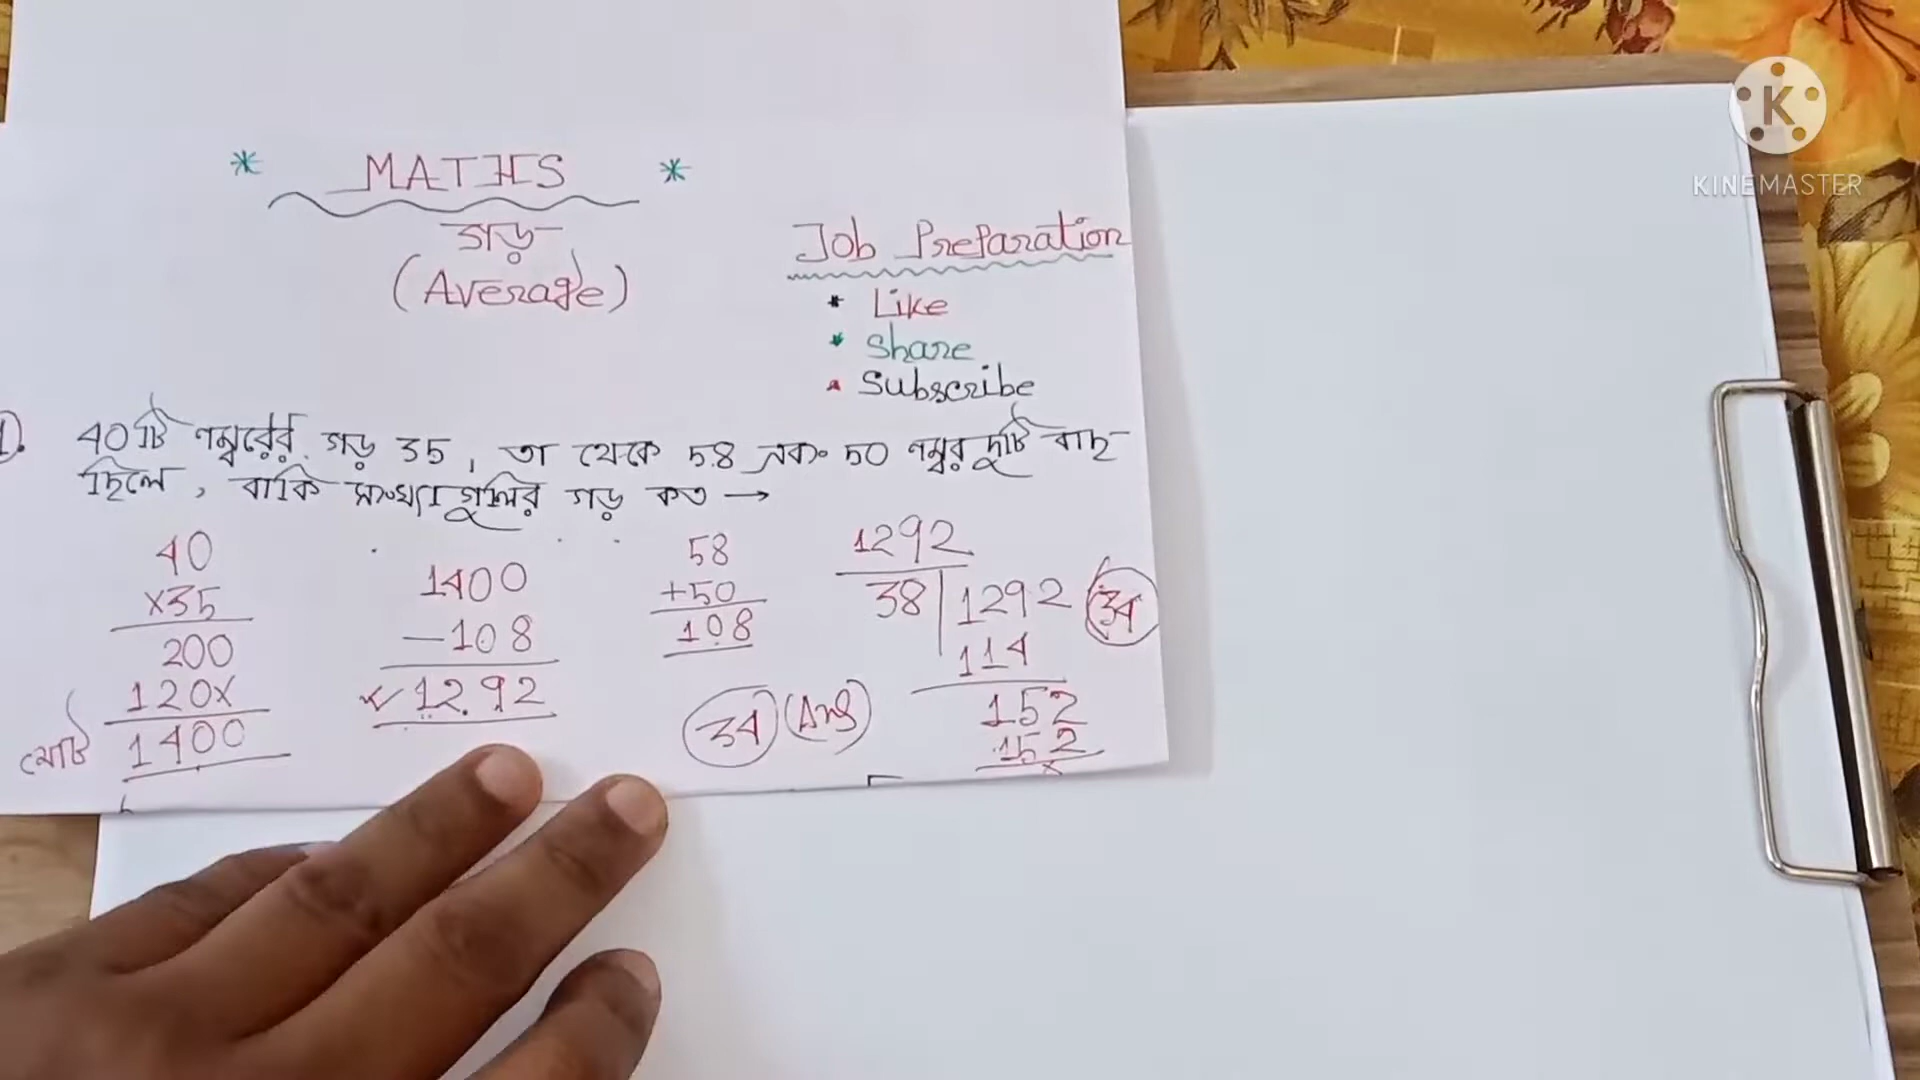 KINEMASTER
* MATHS *
গড়
(Average)
Job Preparation
* Like
* Share
* Subscribe
1. 40টি নম্বরের গড় 35, তা থেকে 58 এবং 50 নম্বর দুটি বাদ
দিলে, বাকি সংখ্যাগুলির গড় কত →
40
×35
200
120×
মোট 1400
1400
-108
1292
58
+50
108
34 (Ans)
1292
38 | 1292 34
114
152
152
×